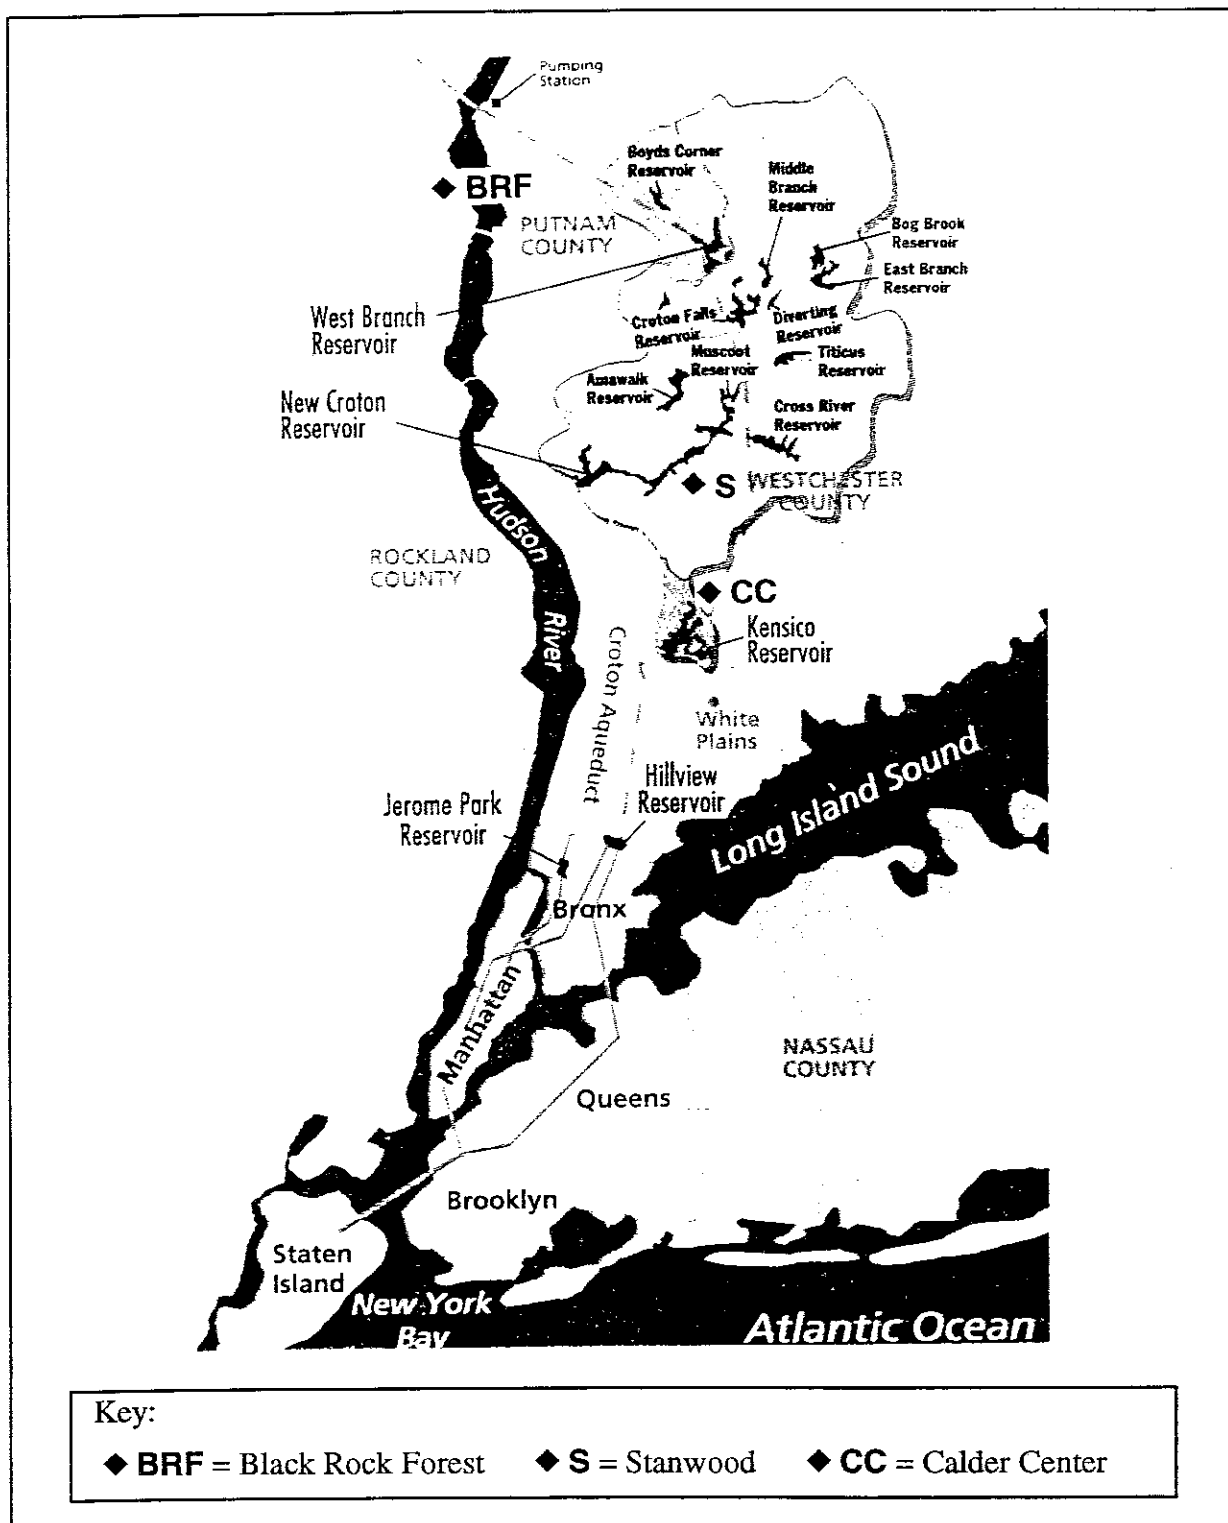 Pumping
Station
Boyds Corner
Reservoir
Middle
Branch
Reservoir
BRF
PUTNAM
COUNTY
Bog Brook
Reservoir
East Branch
Reservoir
West Branch
Reservoir
Croton Falls
Reservoir
Diverting
Reservoir
Muscoot
Reservoir
Titicus
Reservoir
Amawalk
Reservoir
New Croton
Reservoir
Cross River
Reservoir
S
WESTCHESTER
COUNTY
Hudson
River
ROCKLAND
COUNTY
CC
Kensico
Reservoir
Croton Aqueduct
White
Plains
Hillview
Reservoir
Long Island Sound
Jerome Park
Reservoir
Bronx
Manhattan
NASSAU
COUNTY
Queens
Brooklyn
Staten
Island
New York
Bay
Atlantic Ocean
Key:
BRF = Black Rock Forest
S = Stanwood
CC = Calder Center